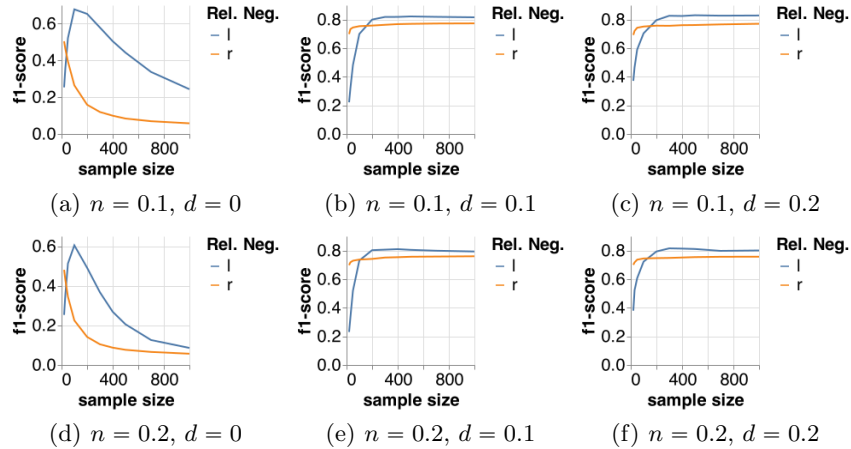 Rel. Neg.
l
r
f1-score
0.6
0.4
0.2
0.0
0 400 800
sample size
(a) n = 0.1, d = 0
Rel. Neg.
l
r
f1-score
0.8
0.6
0.4
0.2
0.0
0 400 800
sample size
(b) n = 0.1, d = 0.1
Rel. Neg.
l
r
f1-score
0.8
0.6
0.4
0.2
0.0
0 400 800
sample size
(c) n = 0.1, d = 0.2
Rel. Neg.
l
r
f1-score
0.6
0.4
0.2
0.0
0 400 800
sample size
(d) n = 0.2, d = 0
Rel. Neg.
l
r
f1-score
0.8
0.6
0.4
0.2
0.0
0 400 800
sample size
(e) n = 0.2, d = 0.1
Rel. Neg.
l
r
f1-score
0.8
0.6
0.4
0.2
0.0
0 400 800
sample size
(f) n = 0.2, d = 0.2